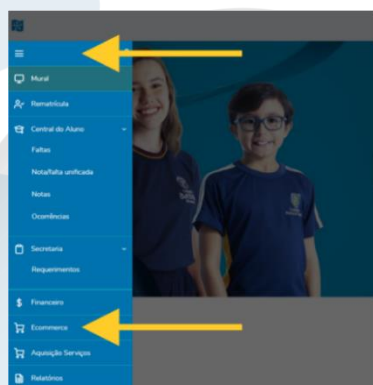 Mural
Rematrícula
Central do Aluno
Faltas
Nota/falta unificada
Notas
Ocorrências
Secretaria
Requerimentos
Financeiro
Ecommerce
Aquisição Serviços
Relatórios